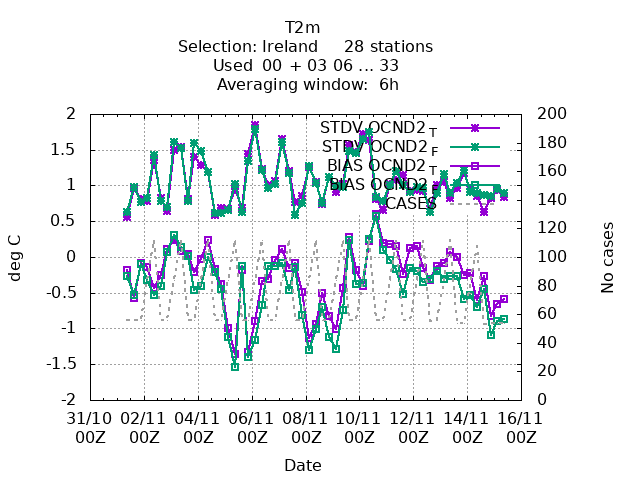 T2m
Selection: Ireland 28 stations
Used 00 + 03 06 ... 33
Averaging window: 6h
2
1.5
1
0.5
0
-0.5
-1
-1.5
-2
deg C
200
180
160
140
120
100
80
60
40
20
0
No cases
STDV OCND2_T
STDV OCND2_F
BIAS OCND2_T
BIAS OCND2_F
CASES
31/10 02/11 04/11 06/11 08/11 10/11 12/11 14/11 16/11
00Z 00Z 00Z 00Z 00Z 00Z 00Z 00Z 00Z
Date